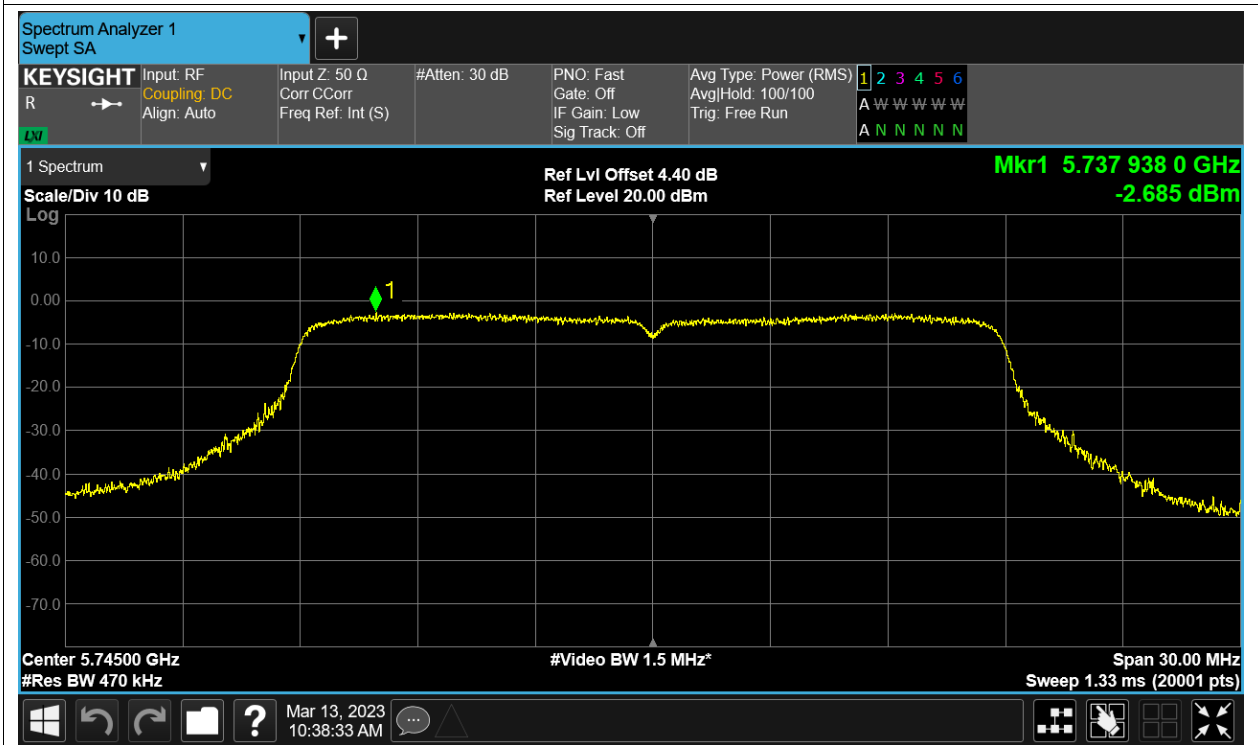 Spectrum Analyzer 1
Swept SA
KEYSIGHT
R
LXI
Input: RF
Coupling: DC
Align: Auto
Input Z: 50 Ω
Corr CCorr
Freq Ref: Int (S)
#Atten: 30 dB
PNO: Fast
Gate: Off
IF Gain: Low
Sig Track: Off
Avg Type: Power (RMS)
Avg|Hold: 100/100
Trig: Free Run
1 2 3 4 5 6
A W W W W W
A N N N N N
1 Spectrum
Scale/Div 10 dB
Log
Ref Lvl Offset 4.40 dB
Ref Level 20.00 dBm
Mkr1 5.737 938 0 GHz
-2.685 dBm
10.0
0.00
-10.0
-20.0
-30.0
-40.0
-50.0
-60.0
-70.0
1
Center 5.74500 GHz
#Res BW 470 kHz
#Video BW 1.5 MHz*
Span 30.00 MHz
Sweep 1.33 ms (20001 pts)
?
Mar 13, 2023
10:38:33 AM